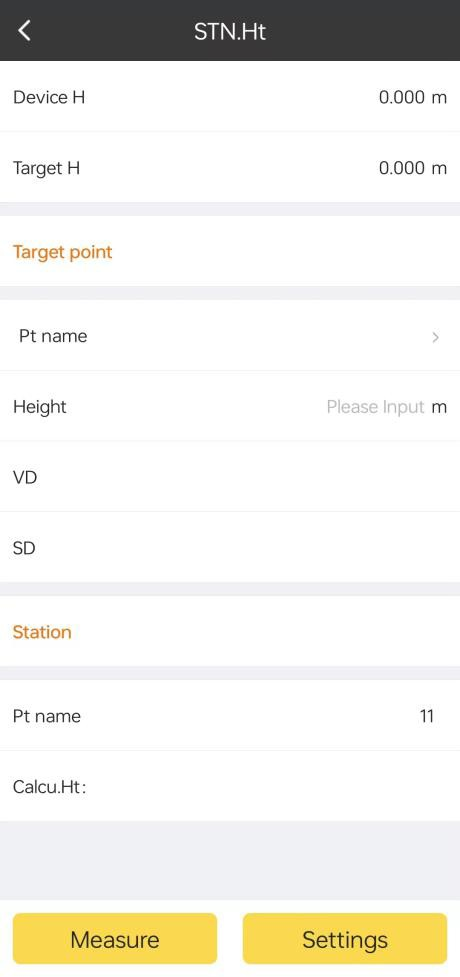 STN.Ht
Device H 0.000 m
Target H 0.000 m
Target point
Pt name
Height Please Input m
VD
SD
Station
Pt name 11
Calcu.Ht:
Measure Settings